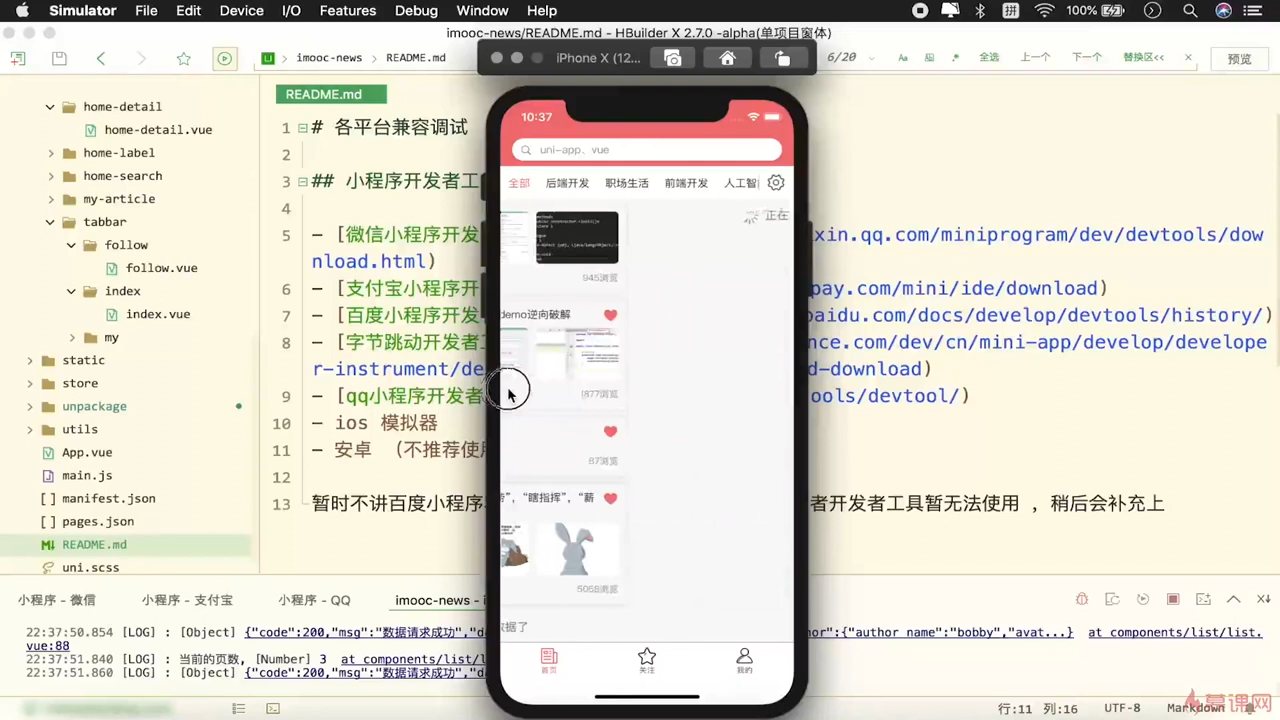 Simulator File Edit Device I/O Features Debug Window Help 拼 100%
imooc-news/README.md - HBuilder X 2.7.0 -alpha(单项目窗体)
imooc-news README.md iPhone X (12... 6/20 Aa 全选 上一个 下一个 替换区<< 预览
home-detail
home-detail.vue
home-label
home-search
my-article
tabbar
follow
follow.vue
index
index.vue
my
static
store
unpackage
utils
App.vue
main.js
manifest.json
pages.json
README.md
uni.scss
README.md
1 # 各平台兼容调试
2
3 ## 小程序开发者工
4
5 - [微信小程序开发 ixin.qq.com/miniprogram/dev/devtools/dow
nload.html)
6 - [支付宝小程序开 pay.com/mini/ide/download)
7 - [百度小程序开发 baidu.com/docs/develop/devtools/history/)
8 - [字节跳动开发者工 nce.com/dev/cn/mini-app/develop/develope
r-instrument/de d-download)
9 - [qq小程序开发者 ools/devtool/)
10 - ios 模拟器
11 - 安卓 （不推荐使用
12
13 暂时不讲百度小程序 者开发者工具暂无法使用 ，稍后会补充上
10:37
uni-app、vue
全部 后端开发 职场生活 前端开发 人工智
正在
945浏览
demo逆向破解
1877浏览
87浏览
”，“瞎指挥”，“薪
5058浏览
数据了
首页 关注 我的
小程序 - 微信 小程序 - 支付宝 小程序 - QQ imooc-news - i
22:37:50.854 [LOG] : [Object] {"code":200,"msg":"数据请求成功","d hor":{"author_name":"bobby","avat...} at components/list/list.
vue:88
22:37:51.840 [LOG] : 当前的页数, [Number] 3 at components/list/l
22:37:51.860 [LOG] : [Object] {"code":200,"msg":"数据请求成功","d
行:11 列:16 UTF-8 Markdown
慕课网